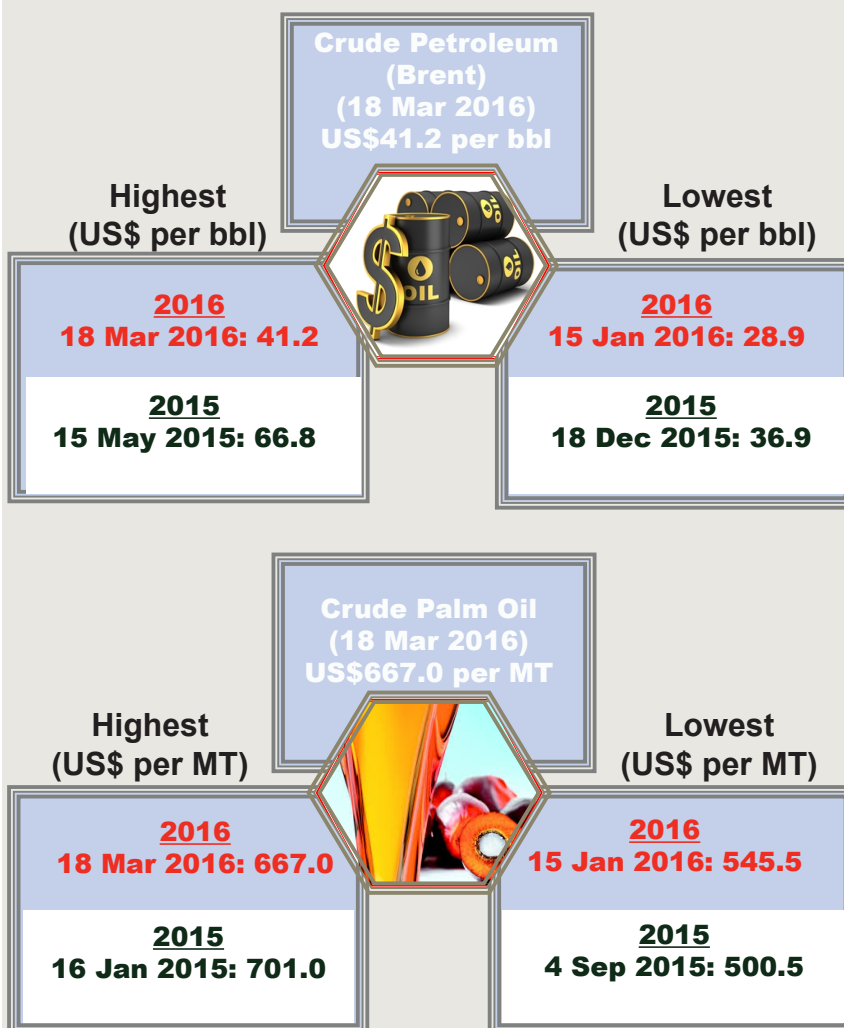 Crude Petroleum
(Brent)
(18 Mar 2016)
US$41.2 per bbl
Highest
(US$ per bbl)
Lowest
(US$ per bbl)
OIL
OIL
OIL
2016
18 Mar 2016: 41.2
2016
15 Jan 2016: 28.9
2015
15 May 2015: 66.8
2015
18 Dec 2015: 36.9
Crude Palm Oil
(18 Mar 2016)
US$667.0 per MT
Highest
(US$ per MT)
Lowest
(US$ per MT)
2016
18 Mar 2016: 667.0
2016
15 Jan 2016: 545.5
2015
16 Jan 2015: 701.0
2015
4 Sep 2015: 500.5